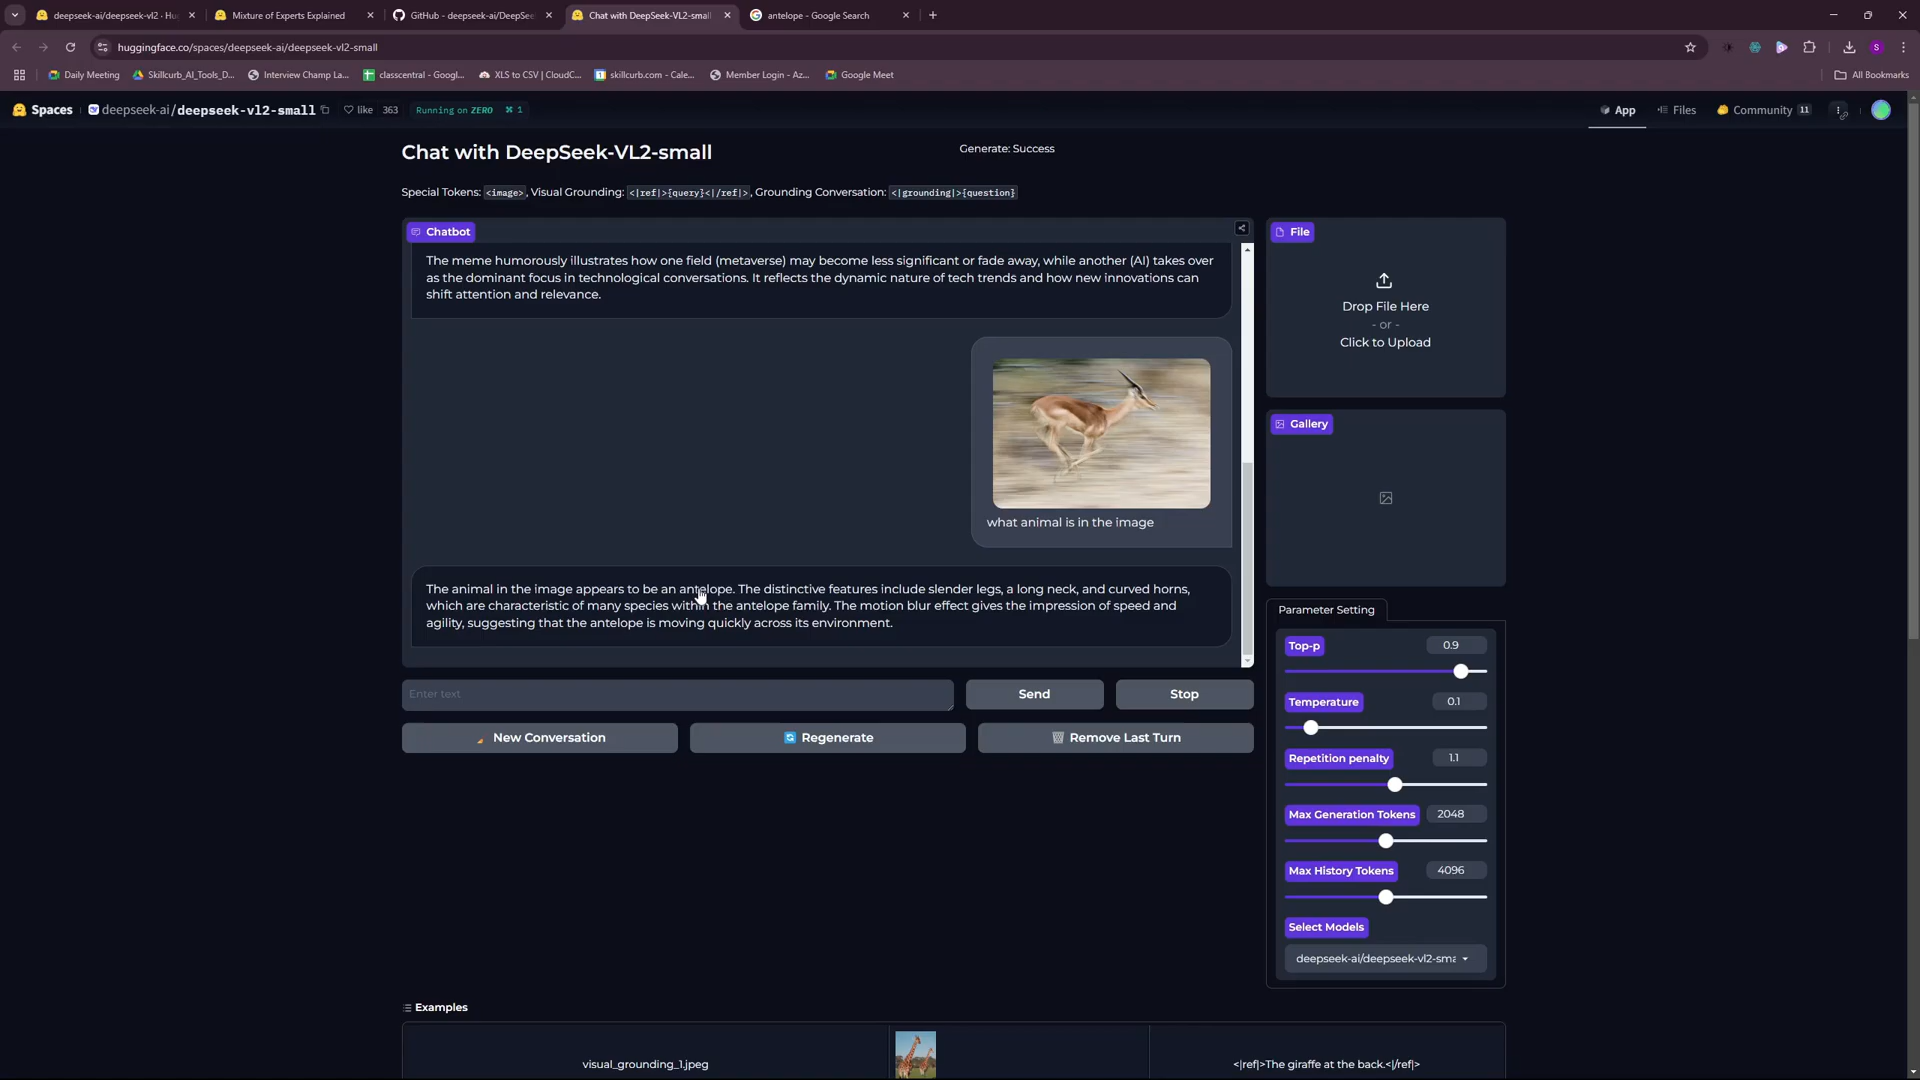 deepseek-ai/deepseek-vl2 · Hu
Mixture of Experts Explained
GitHub - deepseek-ai/DeepSe
Chat with DeepSeek-VL2-small
antelope - Google Search
huggingface.co/spaces/deepseek-ai/deepseek-vl2-small
Daily Meeting
Skillcurb_AI_Tools_D...
Interview Champ La...
classcentral - Googl...
XLS to CSV | CloudC...
skillcurb.com - Cale...
Member Login - Az...
Google Meet
All Bookmarks
Spaces
deepseek-ai/deepseek-vl2-small
like 363
Running on ZERO
1
App
Files
Community 11
Chat with DeepSeek-VL2-small
Generate: Success
Special Tokens: <image>, Visual Grounding: <|ref|>{query}<|/ref|>, Grounding Conversation: <|grounding|>{question}
Chatbot
The meme humorously illustrates how one field (metaverse) may become less significant or fade away, while another (AI) takes over
as the dominant focus in technological conversations. It reflects the dynamic nature of tech trends and how new innovations can
shift attention and relevance.
what animal is in the image
The animal in the image appears to be an antelope. The distinctive features include slender legs, a long neck, and curved horns,
which are characteristic of many species within the antelope family. The motion blur effect gives the impression of speed and
agility, suggesting that the antelope is moving quickly across its environment.
Enter text
Send
Stop
New Conversation
Regenerate
Remove Last Turn
File
Drop File Here
- or -
Click to Upload
Gallery
Parameter Setting
Top-p
0.9
Temperature
0.1
Repetition penalty
1.1
Max Generation Tokens
2048
Max History Tokens
4096
Select Models
deepseek-ai/deepseek-vl2-sma
Examples
visual_grounding_1.jpeg
<|ref|>The giraffe at the back.<|/ref|>